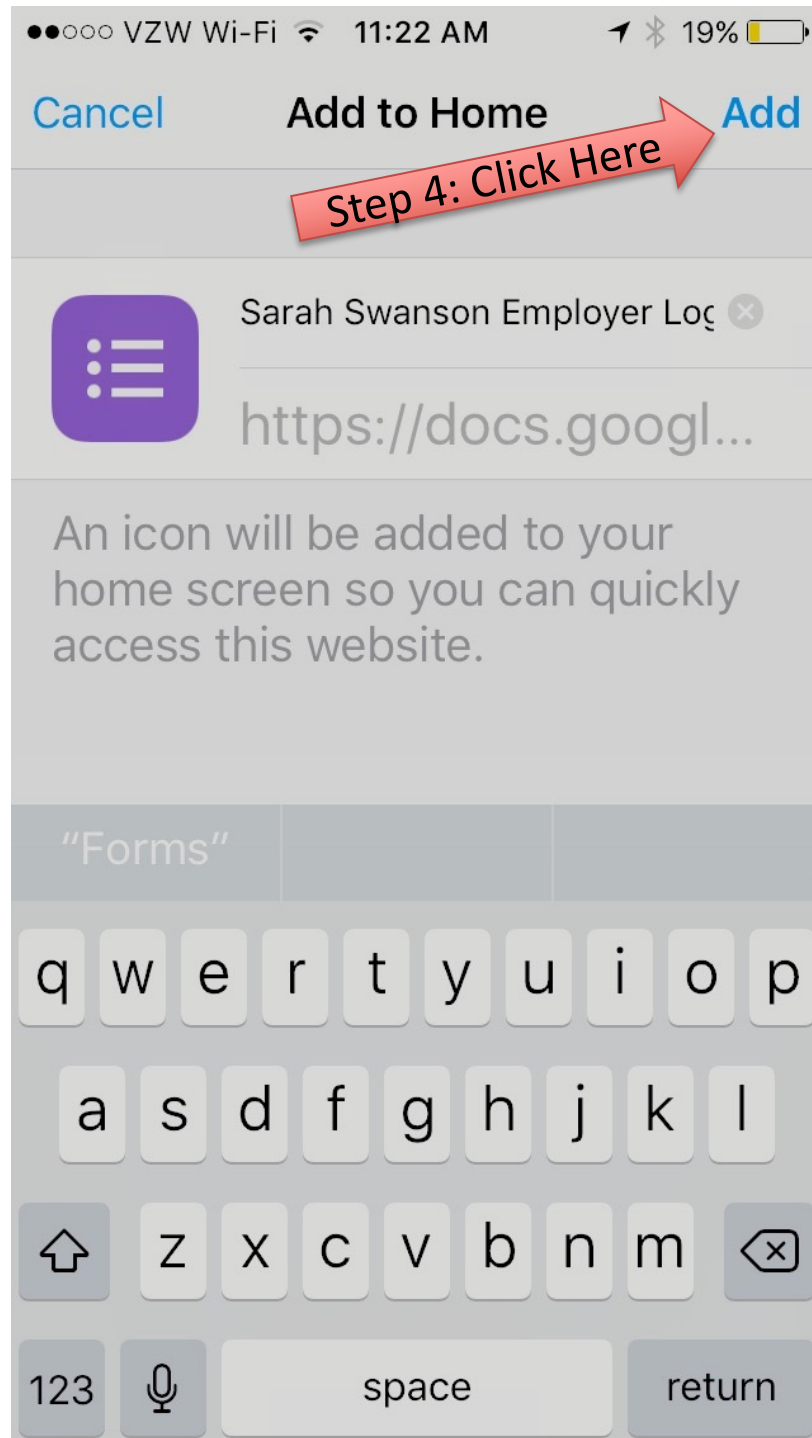 ●●○○○ VZW Wi-Fi 11:22 AM 19%
Cancel Add to Home Add
Step 4: Click Here
Sarah Swanson Employer Log
https://docs.googl...
An icon will be added to your
home screen so you can quickly
access this website.
"Forms"
q w e r t y u i o p
a s d f g h j k l
z x c v b n m
123 space return